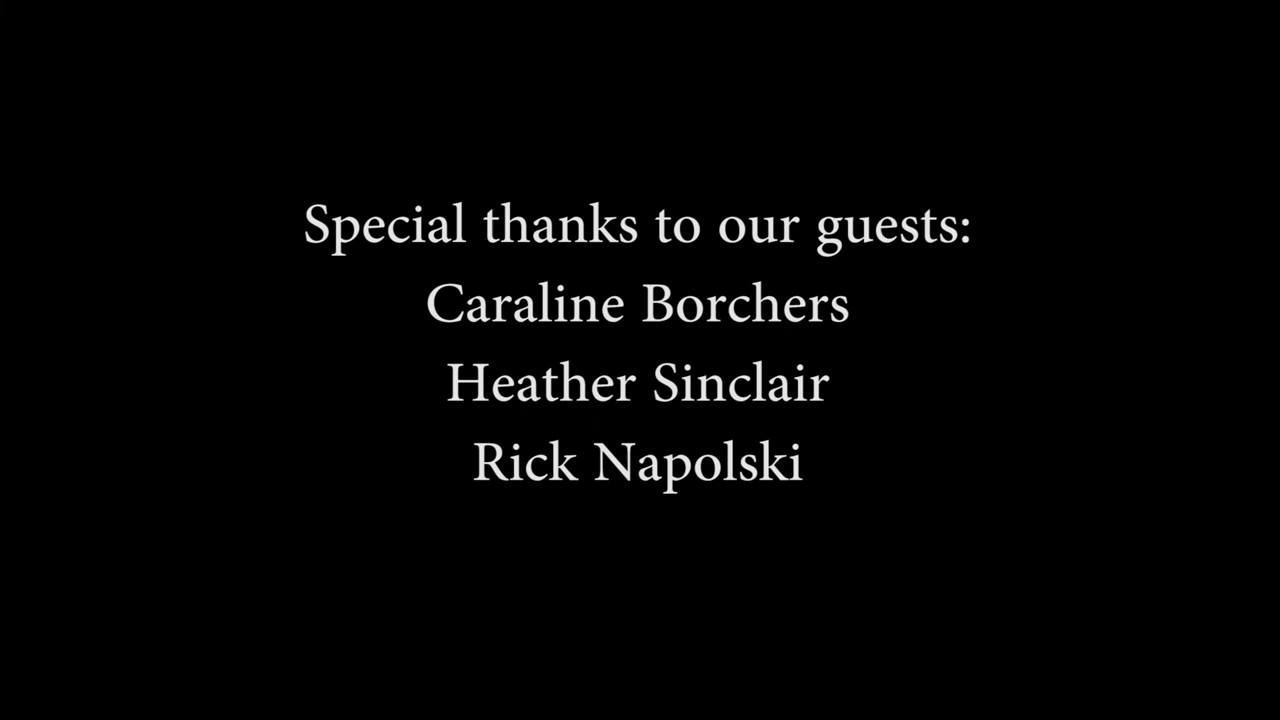 Special thanks to our guests:
Caraline Borchers
Heather Sinclair
Rick Napolski